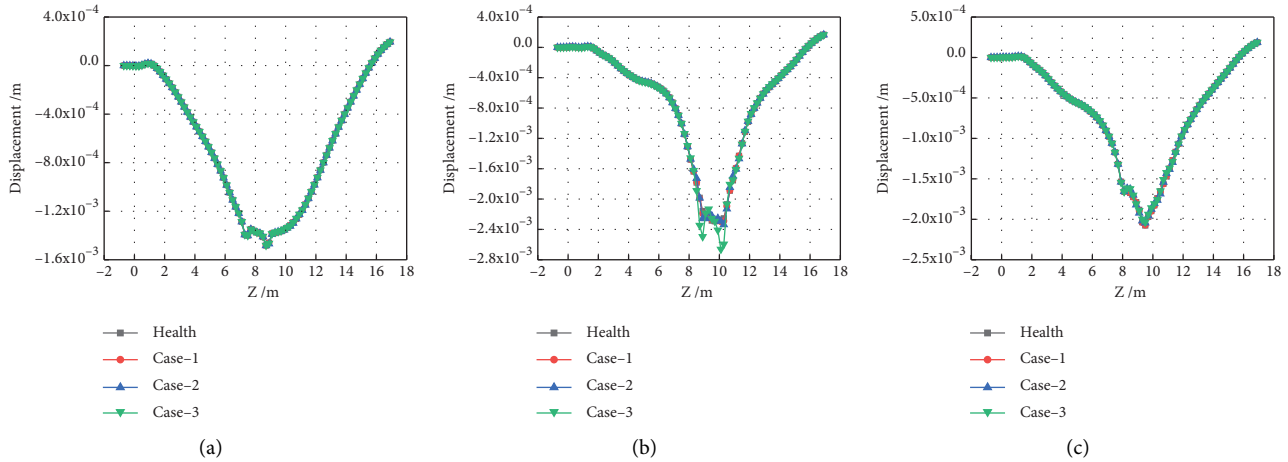 4.0x10⁻⁴
0.0
−4.0x10⁻⁴
−8.0x10⁻⁴
−1.2x10⁻³
−1.6x10⁻³
Displacement /m
−2 0 2 4 6 8 10 12 14 16 18
Z /m
Health
Case–1
Case–2
Case–3
(a)
4.0x10⁻⁴
0.0
−4.0x10⁻⁴
−8.0x10⁻⁴
−1.2x10⁻³
−1.6x10⁻³
−2.0x10⁻³
−2.4x10⁻³
−2.8x10⁻³
Displacement /m
−2 0 2 4 6 8 10 12 14 16 18
Z /m
Health
Case–1
Case–2
Case–3
(b)
5.0x10⁻⁴
0.0
−5.0x10⁻⁴
−1.0x10⁻³
−1.5x10⁻³
−2.0x10⁻³
−2.5x10⁻³
Displacement /m
−2 0 2 4 6 8 10 12 14 16 18
Z /m
Health
Case–1
Case–2
Case–3
(c)